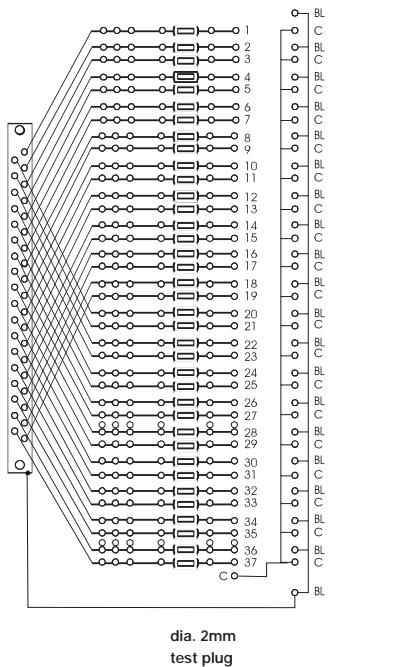 BL
1 C
2 BL
3 C
4 BL
5 C
6 BL
7 C
8 BL
9 C
10 BL
11 C
12 BL
13 C
14 BL
15 C
16 BL
17 C
18 BL
19 C
20 BL
21 C
22 BL
23 C
24 BL
25 C
26 BL
27 C
28 BL
29 C
30 BL
31 C
32 BL
33 C
34 BL
35 C
36 BL
37 C
C
BL
dia. 2mm
test plug